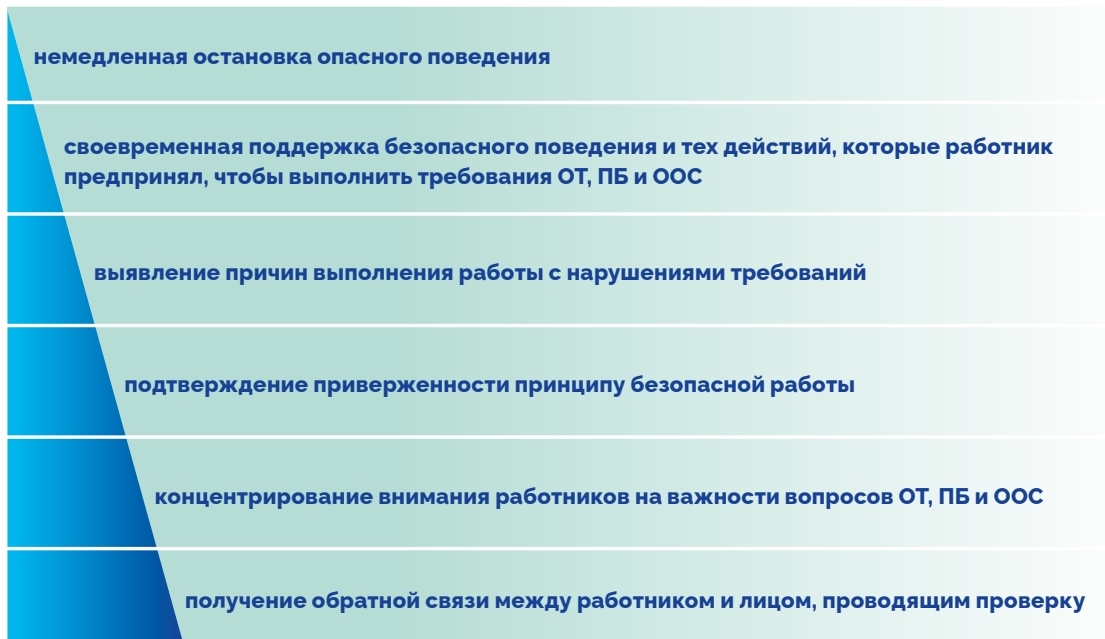 немедленная остановка опасного поведения
своевременная поддержка безопасного поведения и тех действий, которые работник
предпринял, чтобы выполнить требования ОТ, ПБ и ООС
выявление причин выполнения работы с нарушениями требований
подтверждение приверженности принципу безопасной работы
концентрирование внимания работников на важности вопросов ОТ, ПБ и ООС
получение обратной связи между работником и лицом, проводящим проверку